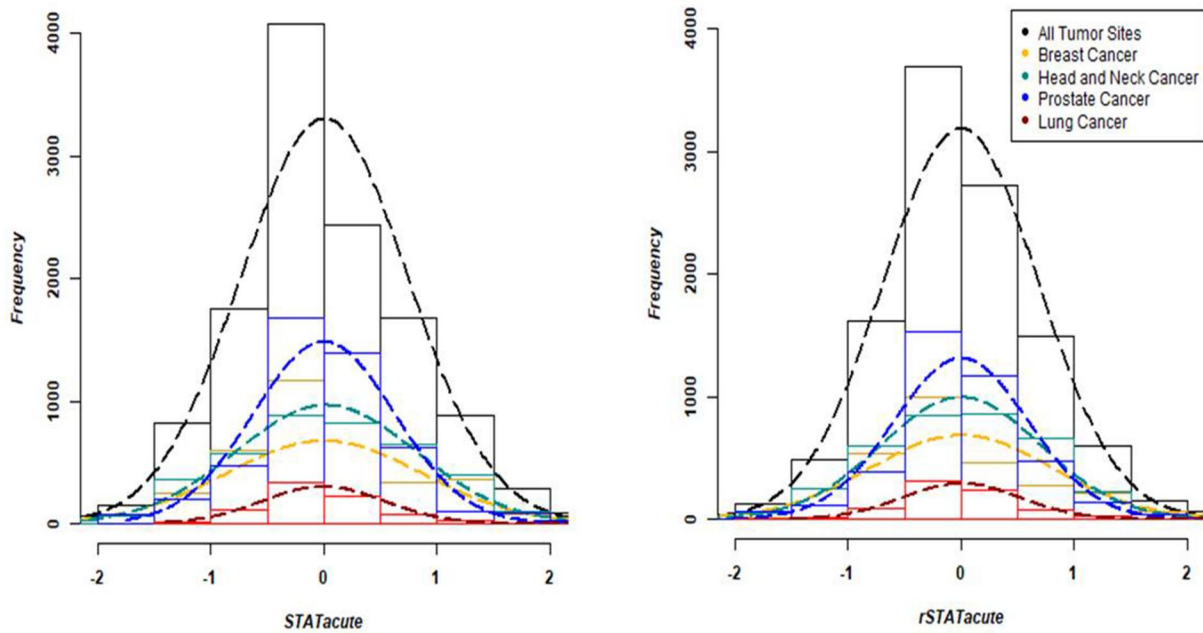 4000
3000
2000
1000
0
Frequency
-2 -1 0 1 2
STATacute
4000
3000
2000
1000
0
Frequency
-2 -1 0 1 2
rSTATacute
All Tumor Sites
Breast Cancer
Head and Neck Cancer
Prostate Cancer
Lung Cancer